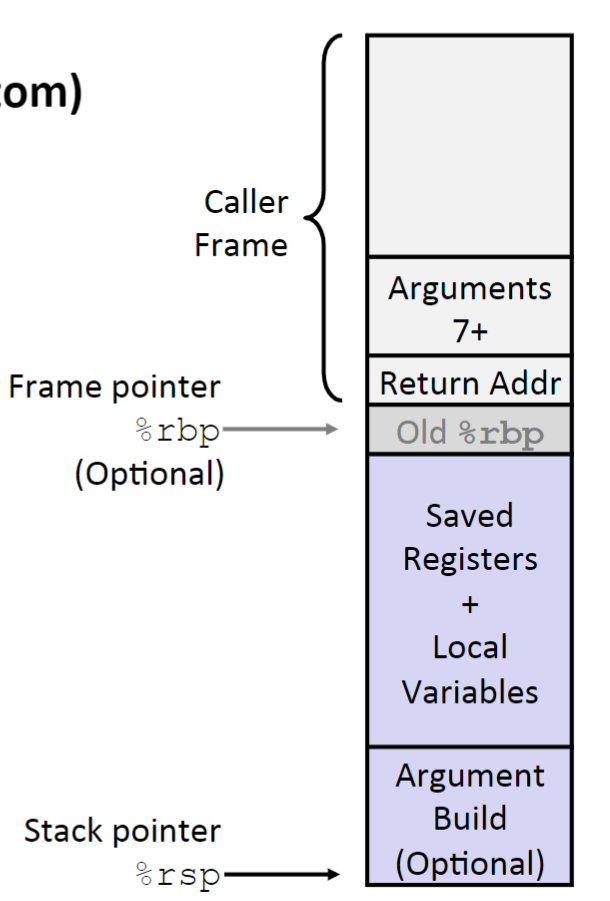 om)
Caller
Frame
Arguments
7+
Return Addr
Frame pointer
%rbp
(Optional)
Old %rbp
Saved
Registers
+
Local
Variables
Argument
Build
(Optional)
Stack pointer
%rsp